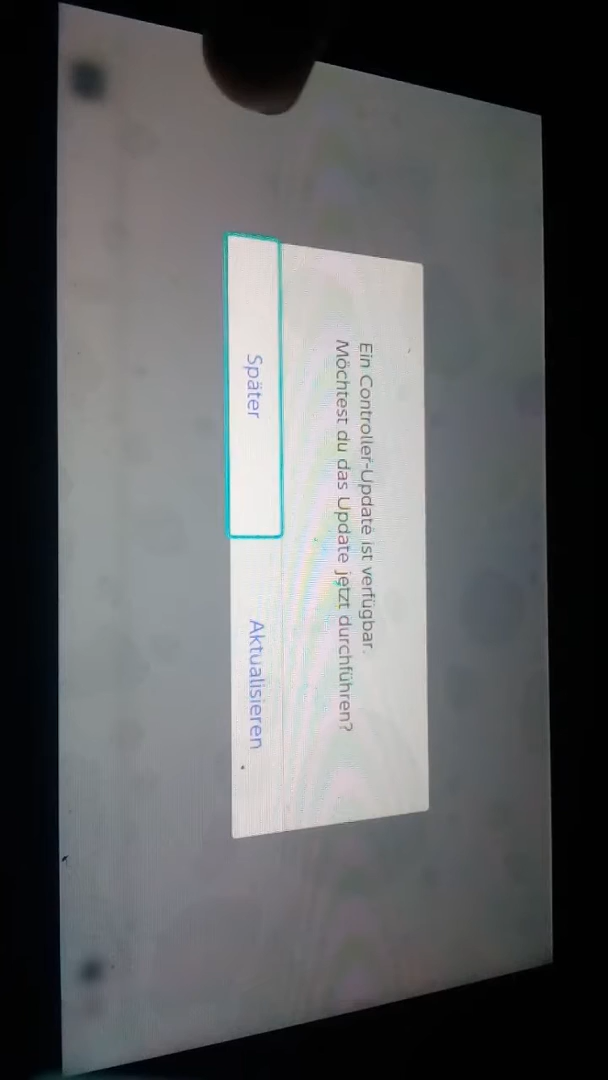 Ein Controller-Update ist verfügbar.
Möchtest du das Update jetzt durchführen?
Später
Aktualisieren